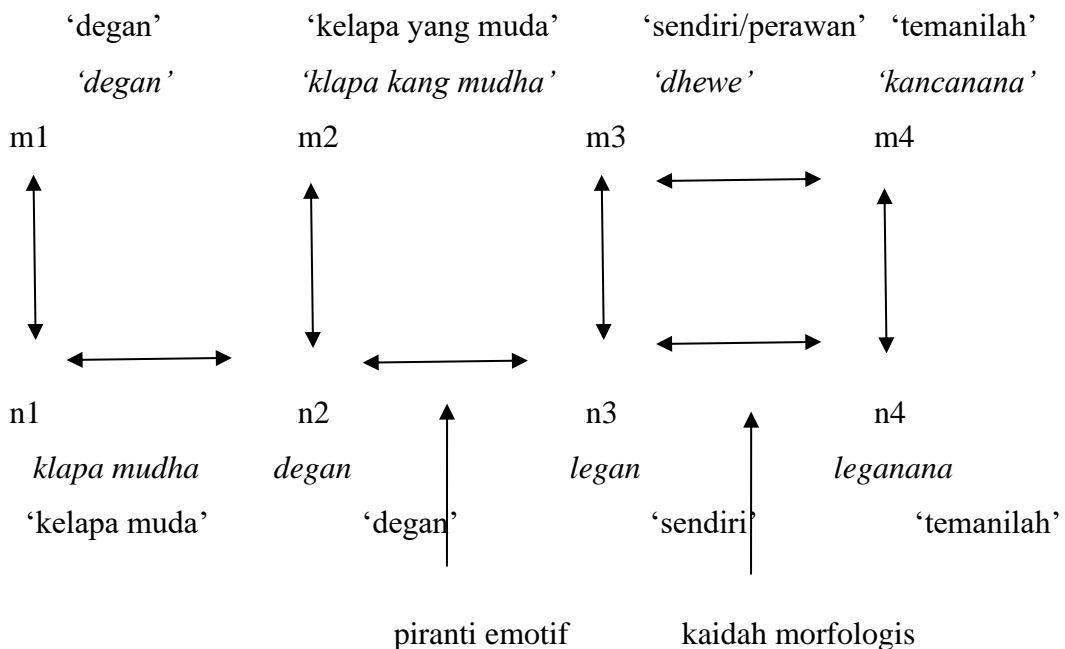 ‘degan’ ‘kelapa yang muda’ ‘sendiri/perawan’ ‘temanilah’
‘degan’ ‘klapa kang mudha’ ‘dhewe’ ‘kancanana’
m1 m2 m3 m4
n1 n2 n3 n4
klapa mudha degan legan leganana
‘kelapa muda’ ‘degan’ ‘sendiri’ ‘temanilah’
piranti emotif kaidah morfologis